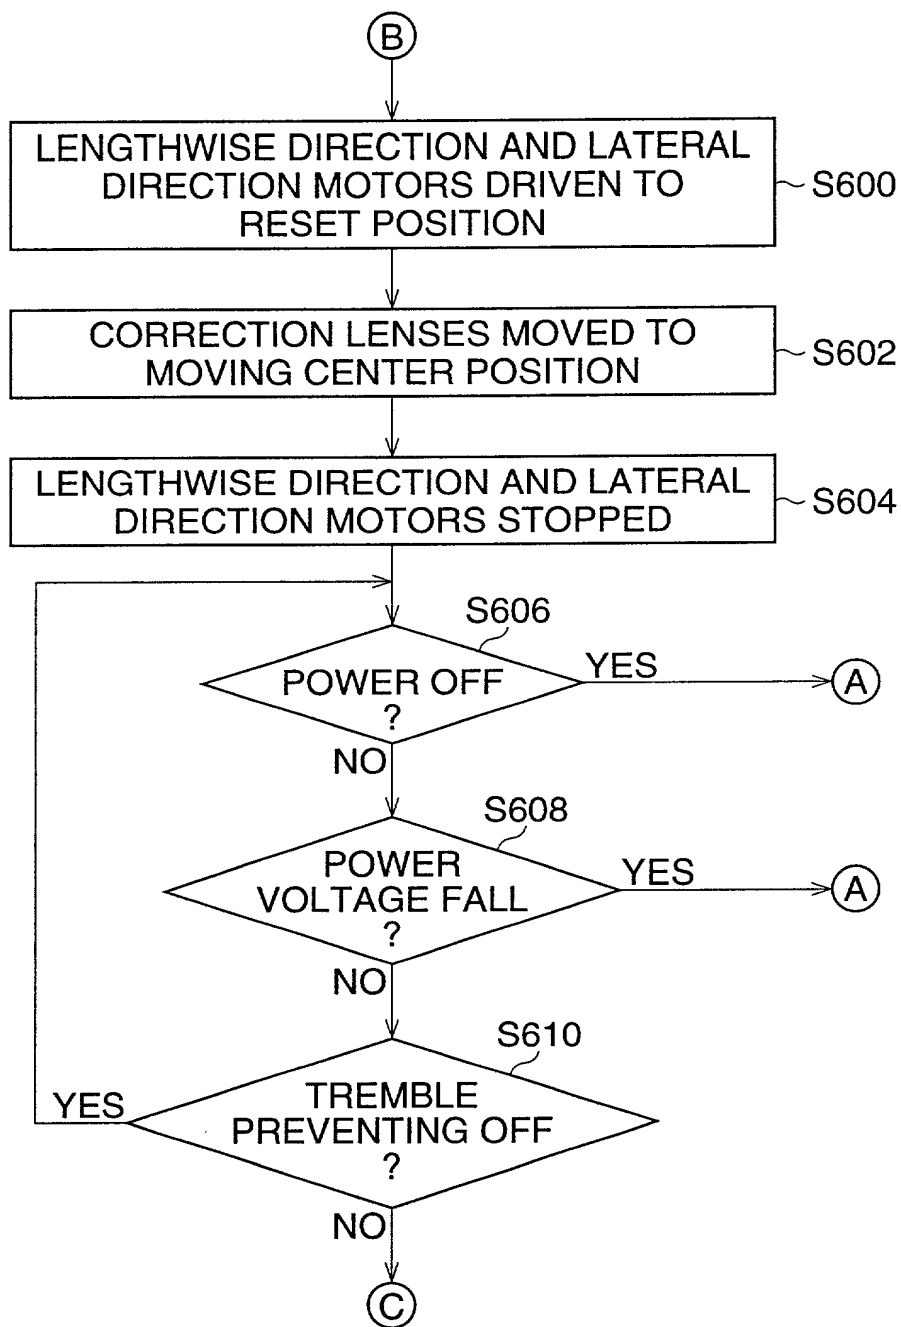 B
LENGTHWISE DIRECTION AND LATERAL
DIRECTION MOTORS DRIVEN TO
RESET POSITION
S600
CORRECTION LENSES MOVED TO
MOVING CENTER POSITION
S602
LENGTHWISE DIRECTION AND LATERAL
DIRECTION MOTORS STOPPED
S604
S606
POWER OFF
?
YES
A
NO
S608
POWER
VOLTAGE FALL
?
YES
A
NO
S610
TREMBLE
PREVENTING OFF
?
YES
NO
C